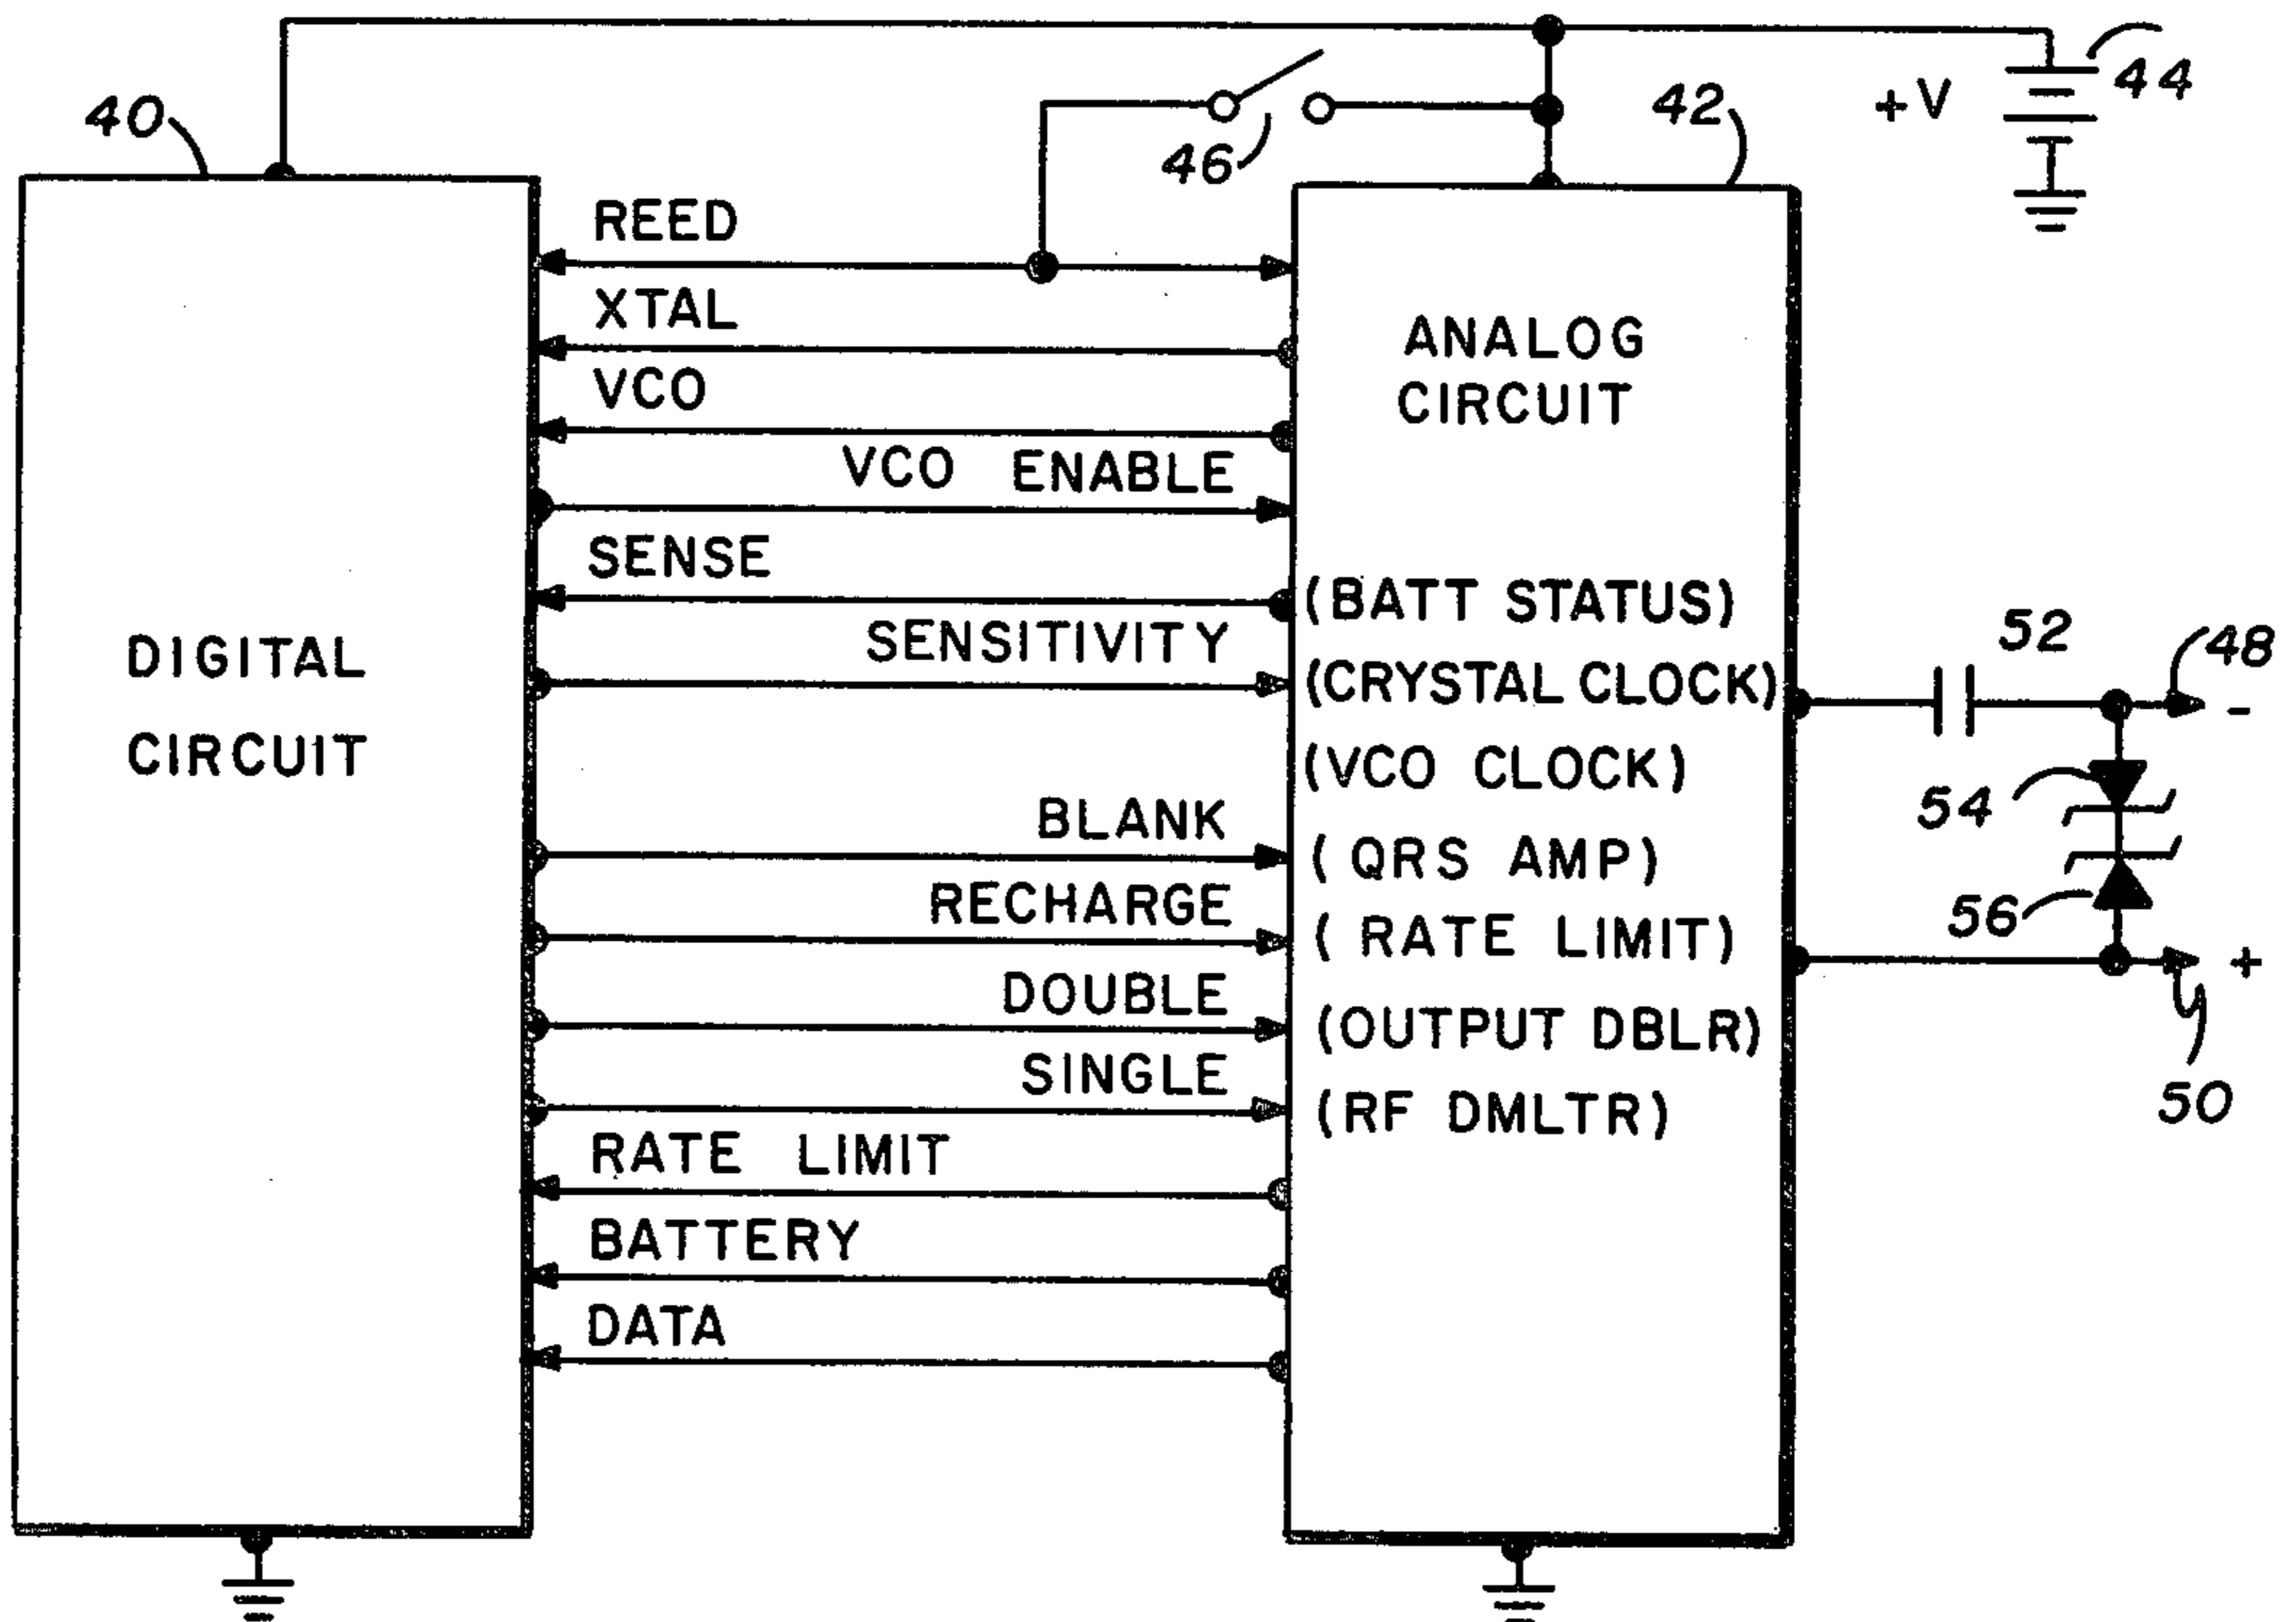 40
46
42
+V
44
REED
XTAL
VCO
VCO ENABLE
SENSE
SENSITIVITY
BLANK
RECHARGE
DOUBLE
SINGLE
RATE LIMIT
BATTERY
DATA
DIGITAL
CIRCUIT
ANALOG
CIRCUIT
(BATT STATUS)
(CRYSTAL CLOCK)
(VCO CLOCK)
( QRS AMP)
( RATE LIMIT)
(OUTPUT DBLR)
(RF DMLTR)
52
48
-
54
56
+
50